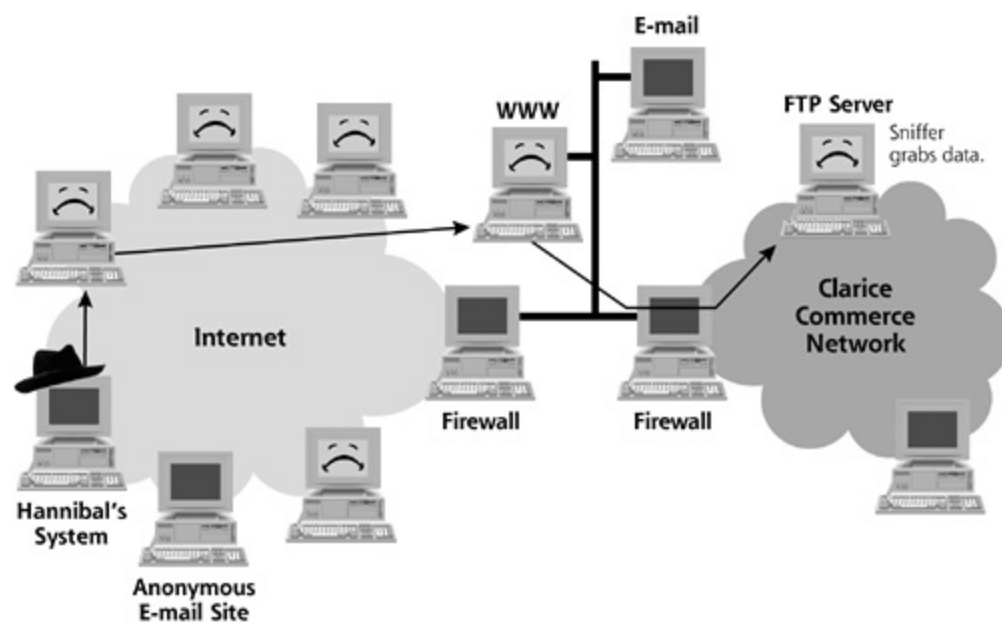 E-mail
WWW
FTP Server
Sniffer
grabs data.
Internet
Clarice
Commerce
Network
Firewall
Firewall
Hannibal's
System
Anonymous
E-mail Site